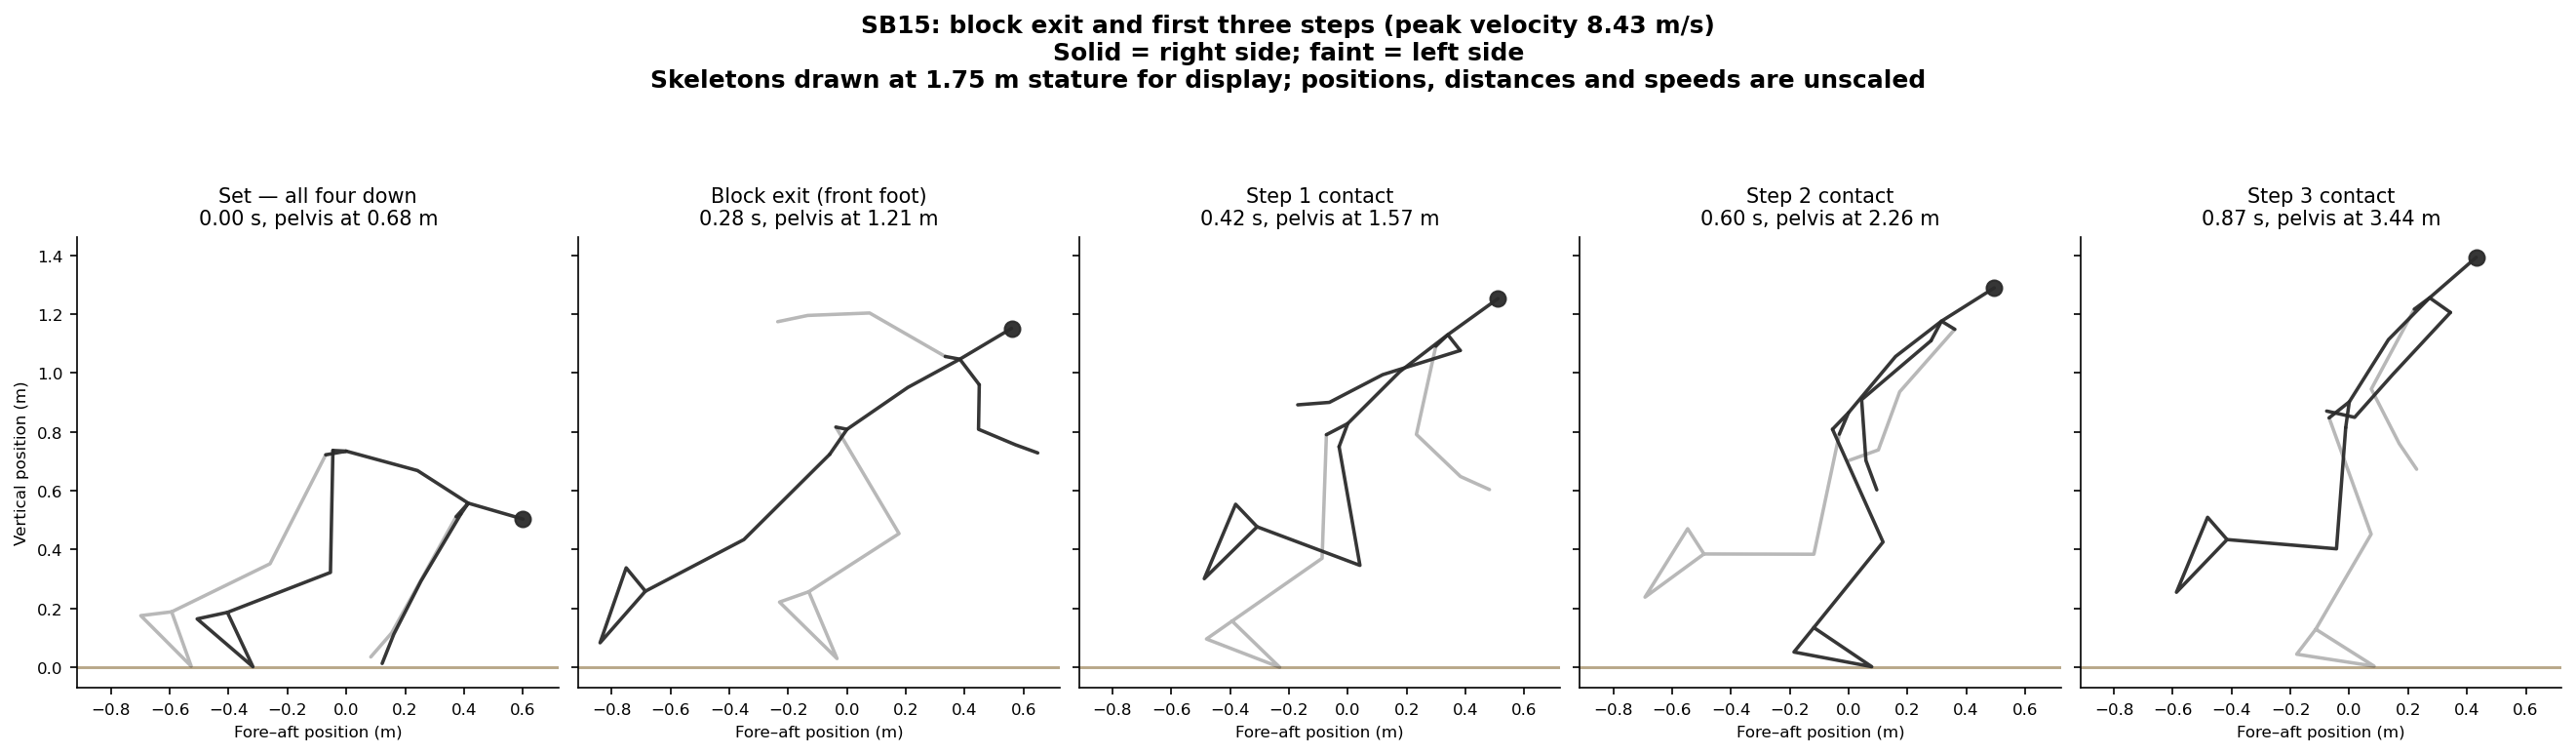 SB15: block exit and first three steps (peak velocity 8.43 m/s)
Solid = right side; faint = left side
Skeletons drawn at 1.75 m stature for display; positions, distances and speeds are unscaled
Set — all four down
0.00 s, pelvis at 0.68 m
Block exit (front foot)
0.28 s, pelvis at 1.21 m
Step 1 contact
0.42 s, pelvis at 1.57 m
Step 2 contact
0.60 s, pelvis at 2.26 m
Step 3 contact
0.87 s, pelvis at 3.44 m
Vertical position (m)
1.4
1.2
1.0
0.8
0.6
0.4
0.2
0.0
−0.8 −0.6 −0.4 −0.2 0.0 0.2 0.4 0.6
Fore–aft position (m)
−0.8 −0.6 −0.4 −0.2 0.0 0.2 0.4 0.6
Fore–aft position (m)
−0.8 −0.6 −0.4 −0.2 0.0 0.2 0.4 0.6
Fore–aft position (m)
−0.8 −0.6 −0.4 −0.2 0.0 0.2 0.4 0.6
Fore–aft position (m)
−0.8 −0.6 −0.4 −0.2 0.0 0.2 0.4 0.6
Fore–aft position (m)